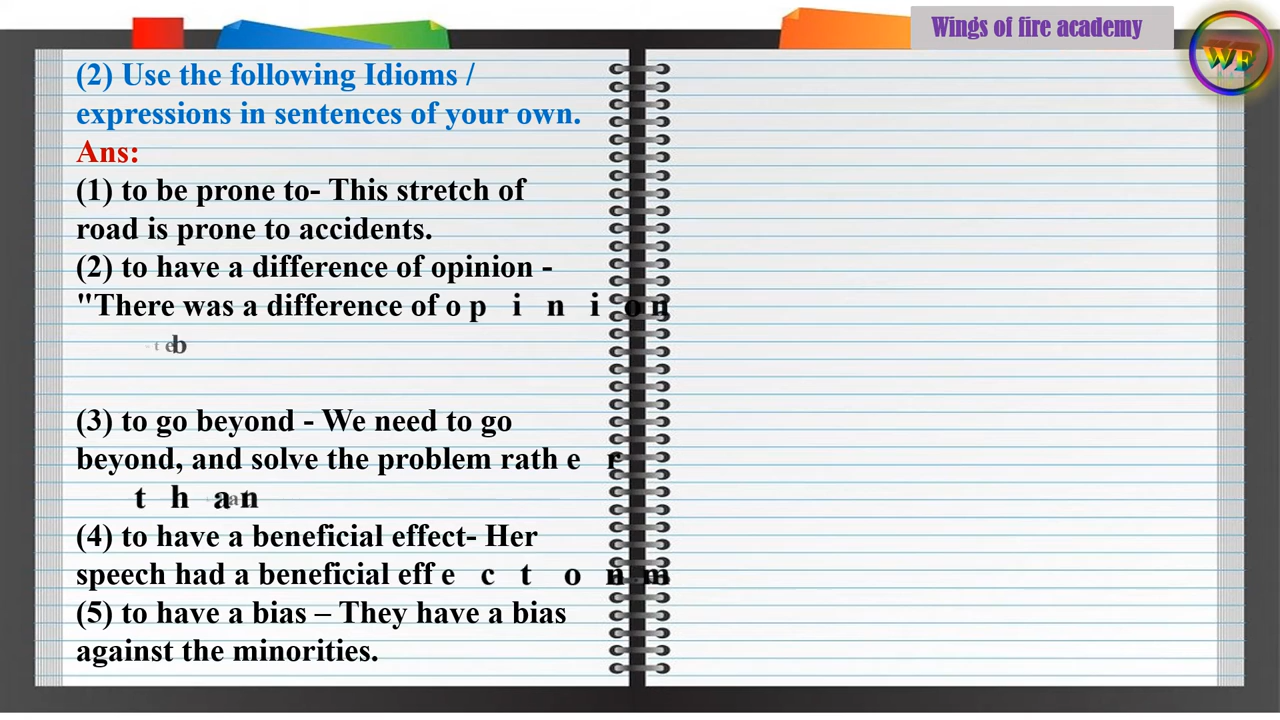 Wings of fire academy
WF
(2) Use the following Idioms /
expressions in sentences of your own.
Ans:
(1) to be prone to- This stretch of
road is prone to accidents.
(2) to have a difference of opinion -
"There was a difference of opinion
(3) to go beyond - We need to go
beyond, and solve the problem rather
than
(4) to have a beneficial effect- Her
speech had a beneficial effect on
(5) to have a bias – They have a bias
against the minorities.